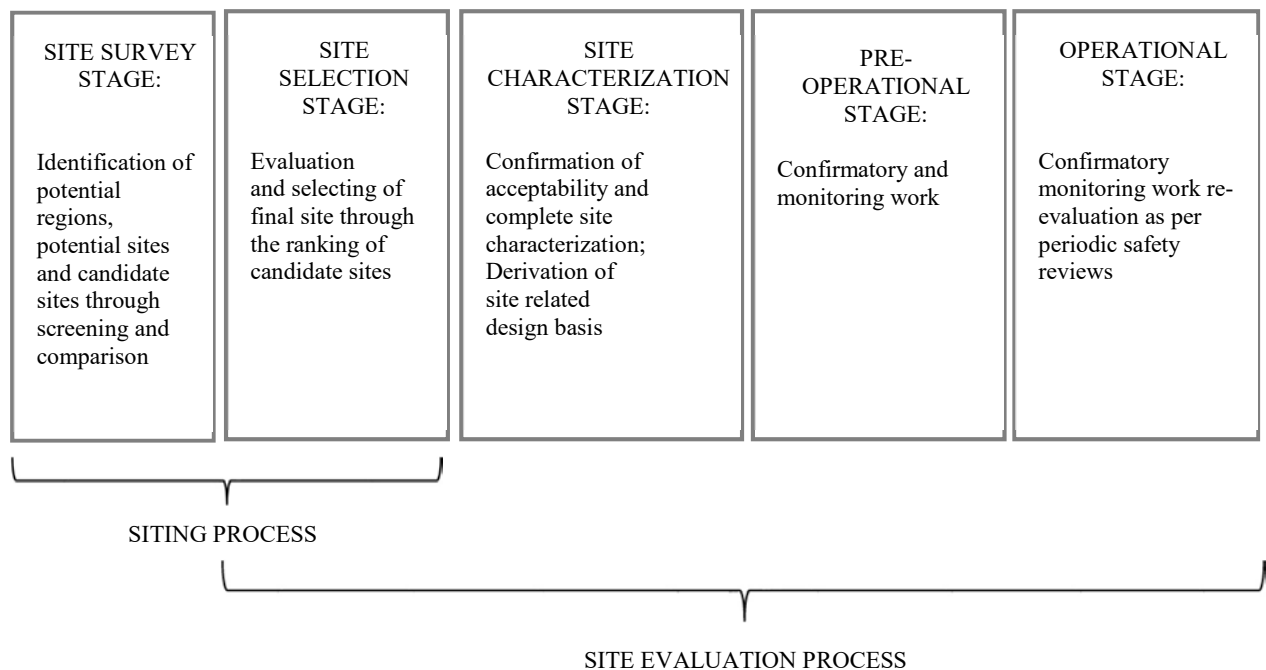 SITE SURVEY
STAGE:
Identification of
potential
regions,
potential sites
and candidate
sites through
screening and
comparison
SITE
SELECTION
STAGE:
Evaluation
and selecting of
final site through
the ranking of
candidate sites
SITE
CHARACTERIZATION
STAGE:
Confirmation of
acceptability and
complete site
characterization;
Derivation of
site related
design basis
PRE-
OPERATIONAL
STAGE:
Confirmatory and
monitoring work
OPERATIONAL
STAGE:
Confirmatory
monitoring work re-
evaluation as per
periodic safety
reviews
SITING PROCESS
SITE EVALUATION PROCESS